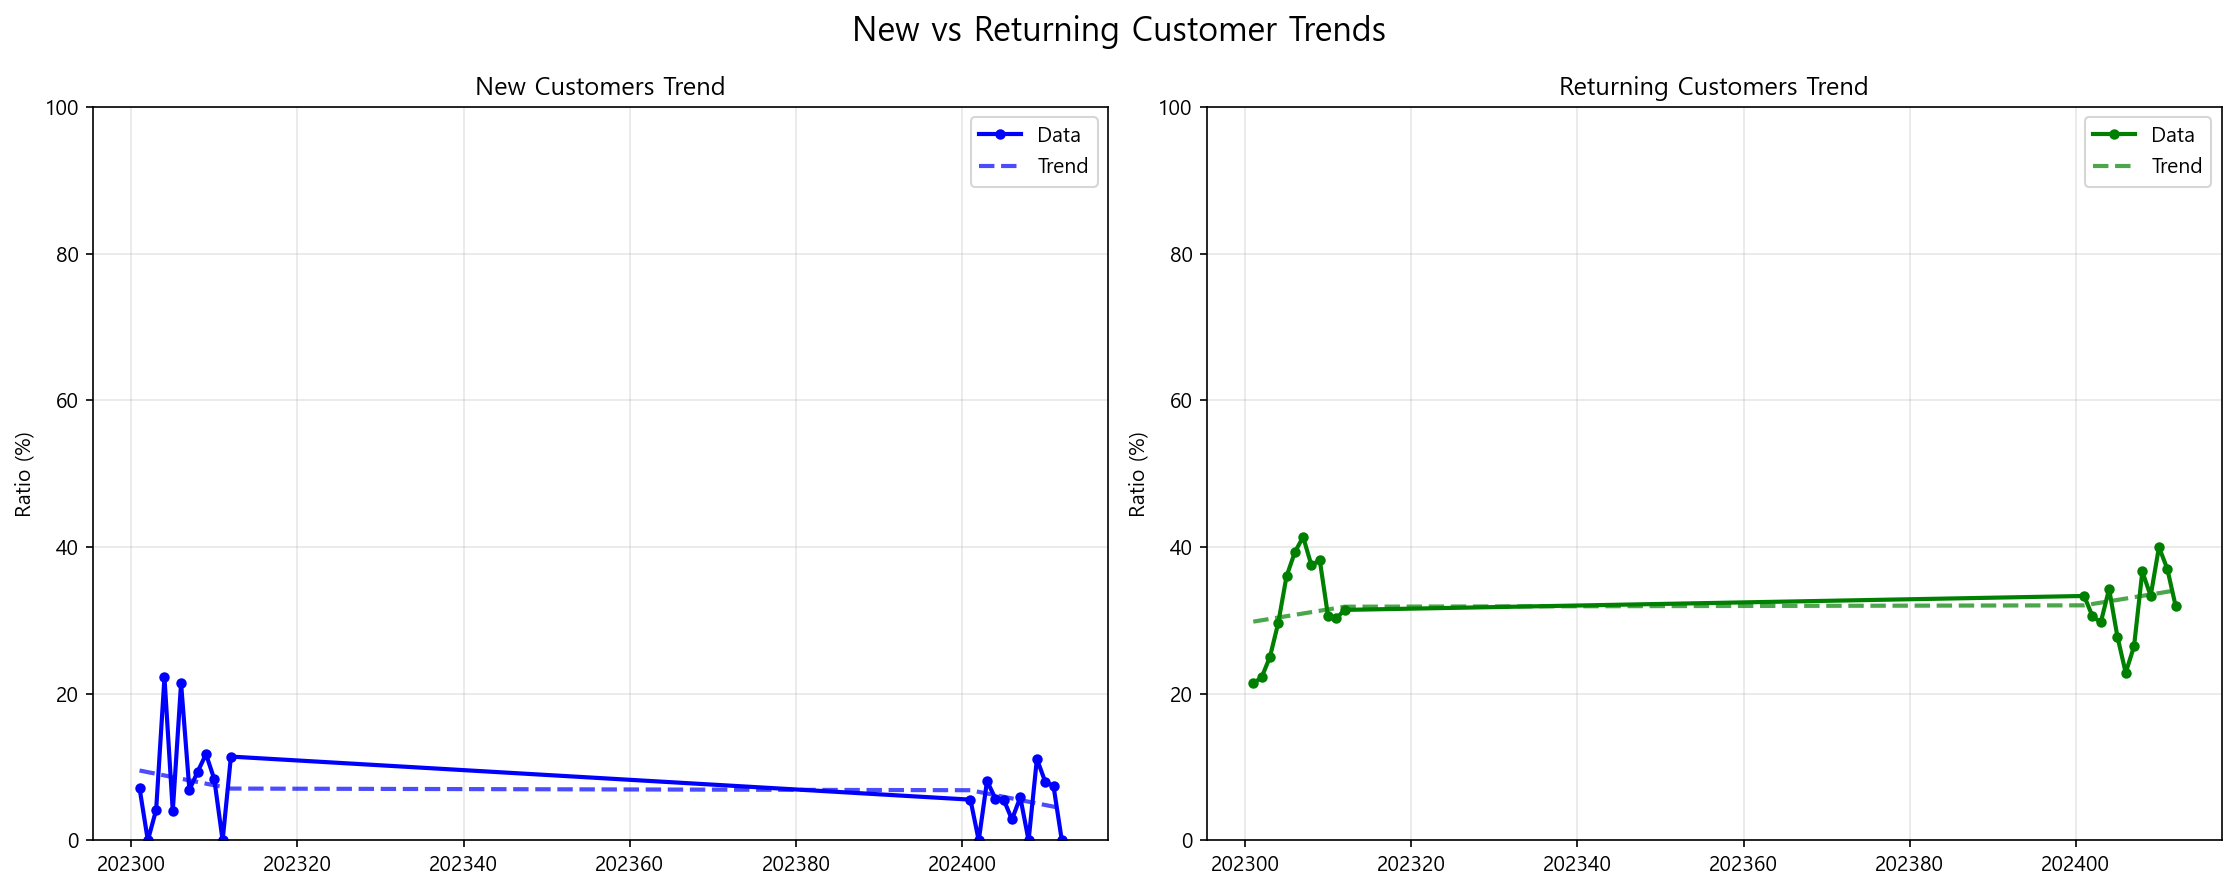 New vs Returning Customer Trends
New Customers Trend
100
80
60
40
20
0
Ratio (%)
202300 202320 202340 202360 202380 202400
Data
Trend
Returning Customers Trend
100
80
60
40
20
0
Ratio (%)
202300 202320 202340 202360 202380 202400
Data
Trend